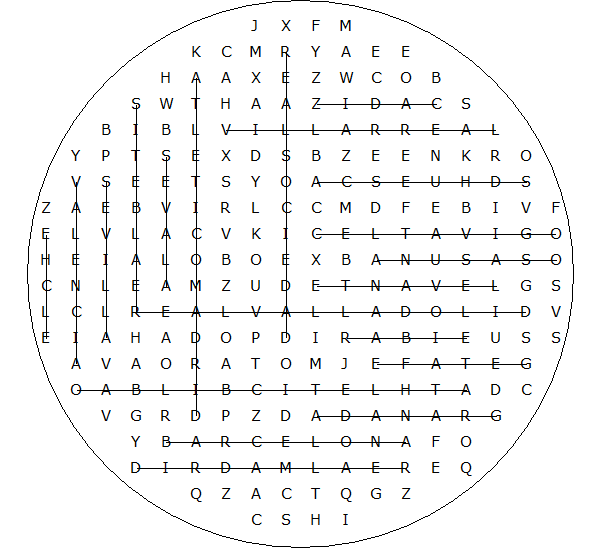 J X F M
K C M R Y A E E
H A A X E Z W C O B
S W T H A A Z I D A C S
B I B L V I L L A R R E A L
Y P T S E X D S B Z E E N K R O
V S E E T S Y O A C S E U H D S
Z A E B V I R L C C M D F E B I V F
E L V L A C V K I C E L T A V I G O
H E I A L O B O E X B A N U S A S O
C N L E A M Z U D E T N A V E L G S
L C L R E A L V A L L A D O L I D V
E I A H A D O P D I R A B I E U S S
A V A O R A T O M J E F A T E G
O A B L I B C I T E L H T A D C
V G R D P Z D A D A N A R G
Y B A R C E L O N A F O
D I R D A M L A E R E Q
Q Z A C T Q G Z
C S H I